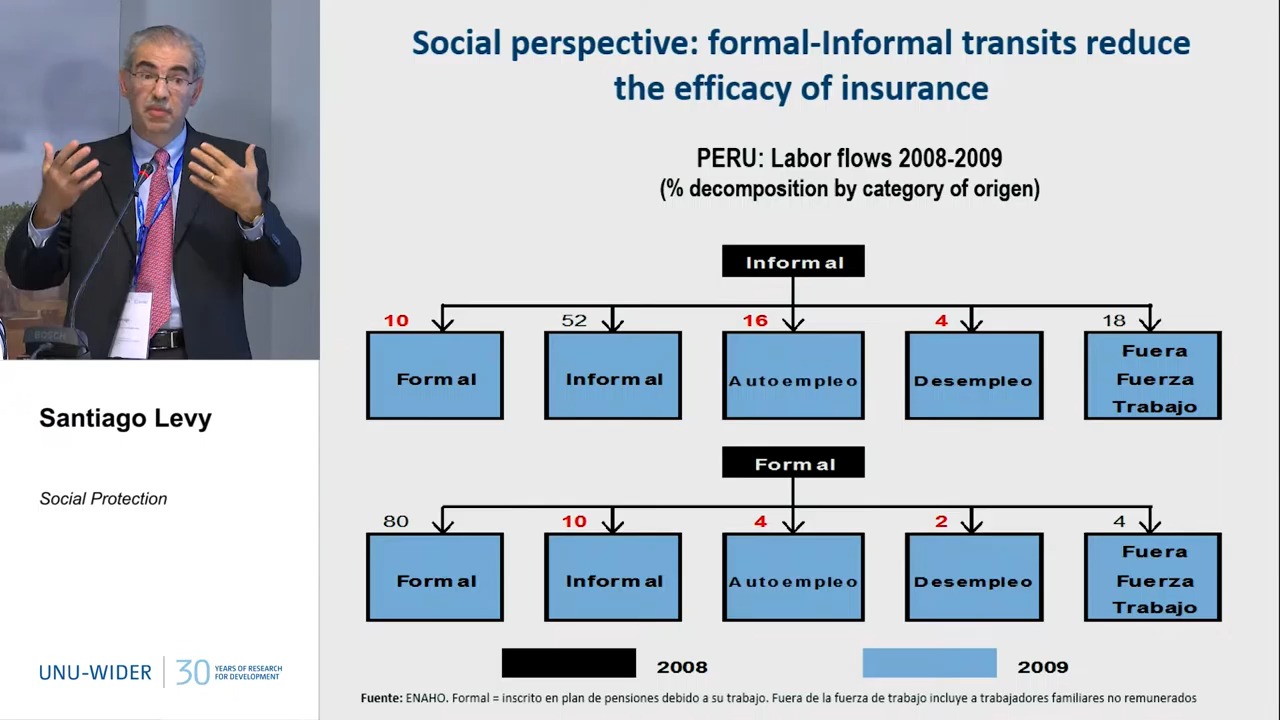 Social perspective: formal-Informal transits reduce
the efficacy of insurance
PERU: Labor flows 2008-2009
(% decomposition by category of origen)
Informal
10
52
16
4
18
Formal
Informal
Autoempleo
Desempleo
Fuera
Fuerza
Trabajo
Formal
80
10
4
2
4
Formal
Informal
Autoempleo
Desempleo
Fuera
Fuerza
Trabajo
2008
2009
Fuente: ENAHO. Formal = inscrito en plan de pensiones debido a su trabajo. Fuera de la fuerza de trabajo incluye a trabajadores familiares no remunerados
BOSCH
Santiago Levy
Social Protection
UNU-WIDER
30 YEARS OF RESEARCH
FOR DEVELOPMENT